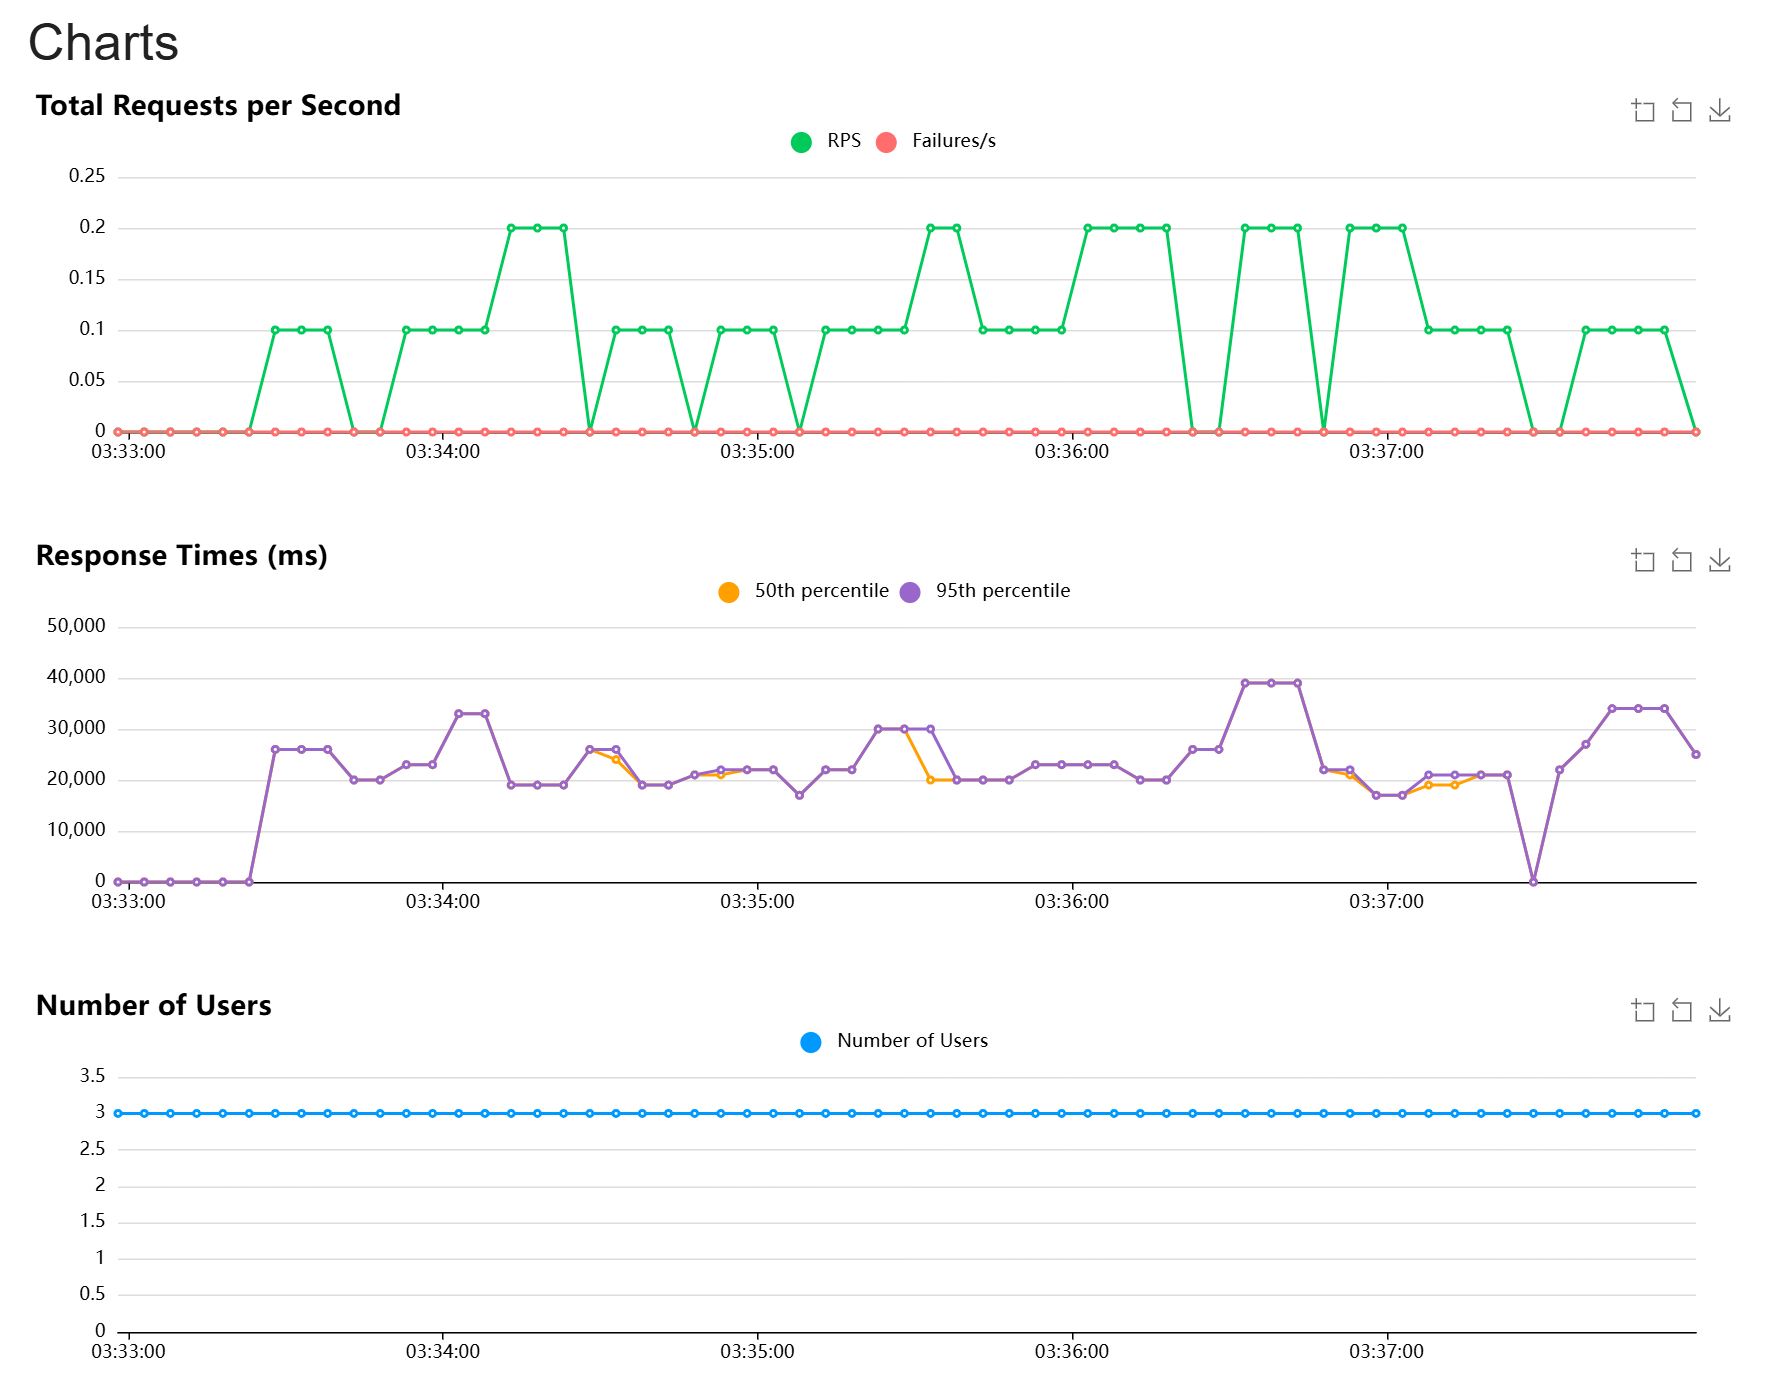 Charts
Total Requests per Second
RPS Failures/s
0.25
0.2
0.15
0.1
0.05
0
03:33:00 03:34:00 03:35:00 03:36:00 03:37:00
Response Times (ms)
50th percentile 95th percentile
50,000
40,000
30,000
20,000
10,000
0
03:33:00 03:34:00 03:35:00 03:36:00 03:37:00
Number of Users
Number of Users
3.5
3
2.5
2
1.5
1
0.5
0
03:33:00 03:34:00 03:35:00 03:36:00 03:37:00